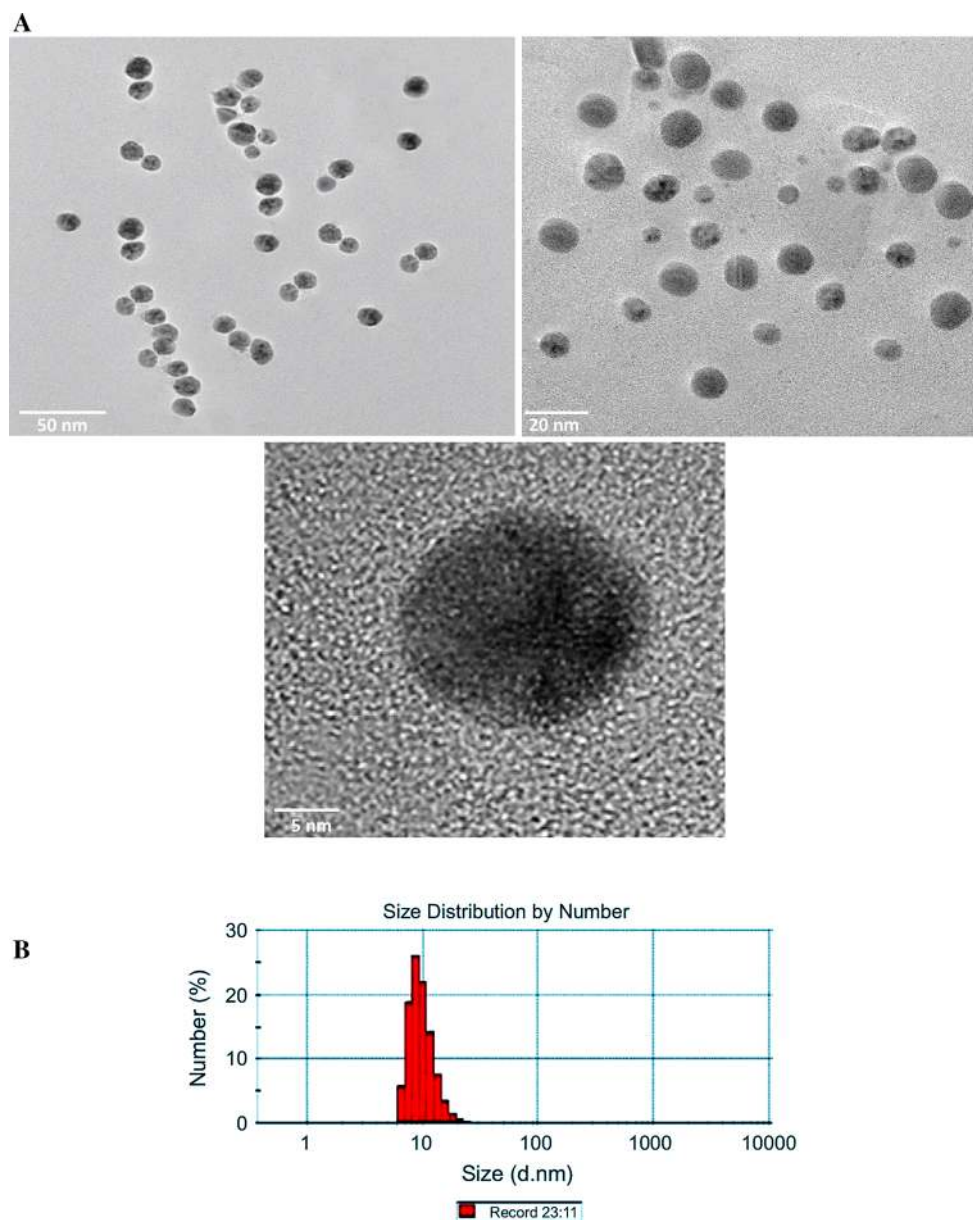 A
50 nm
20 nm
5 nm
B
Size Distribution by Number
30
20
10
0
Number (%)
1
10
100
1000
10000
Size (d.nm)
Record 23:11